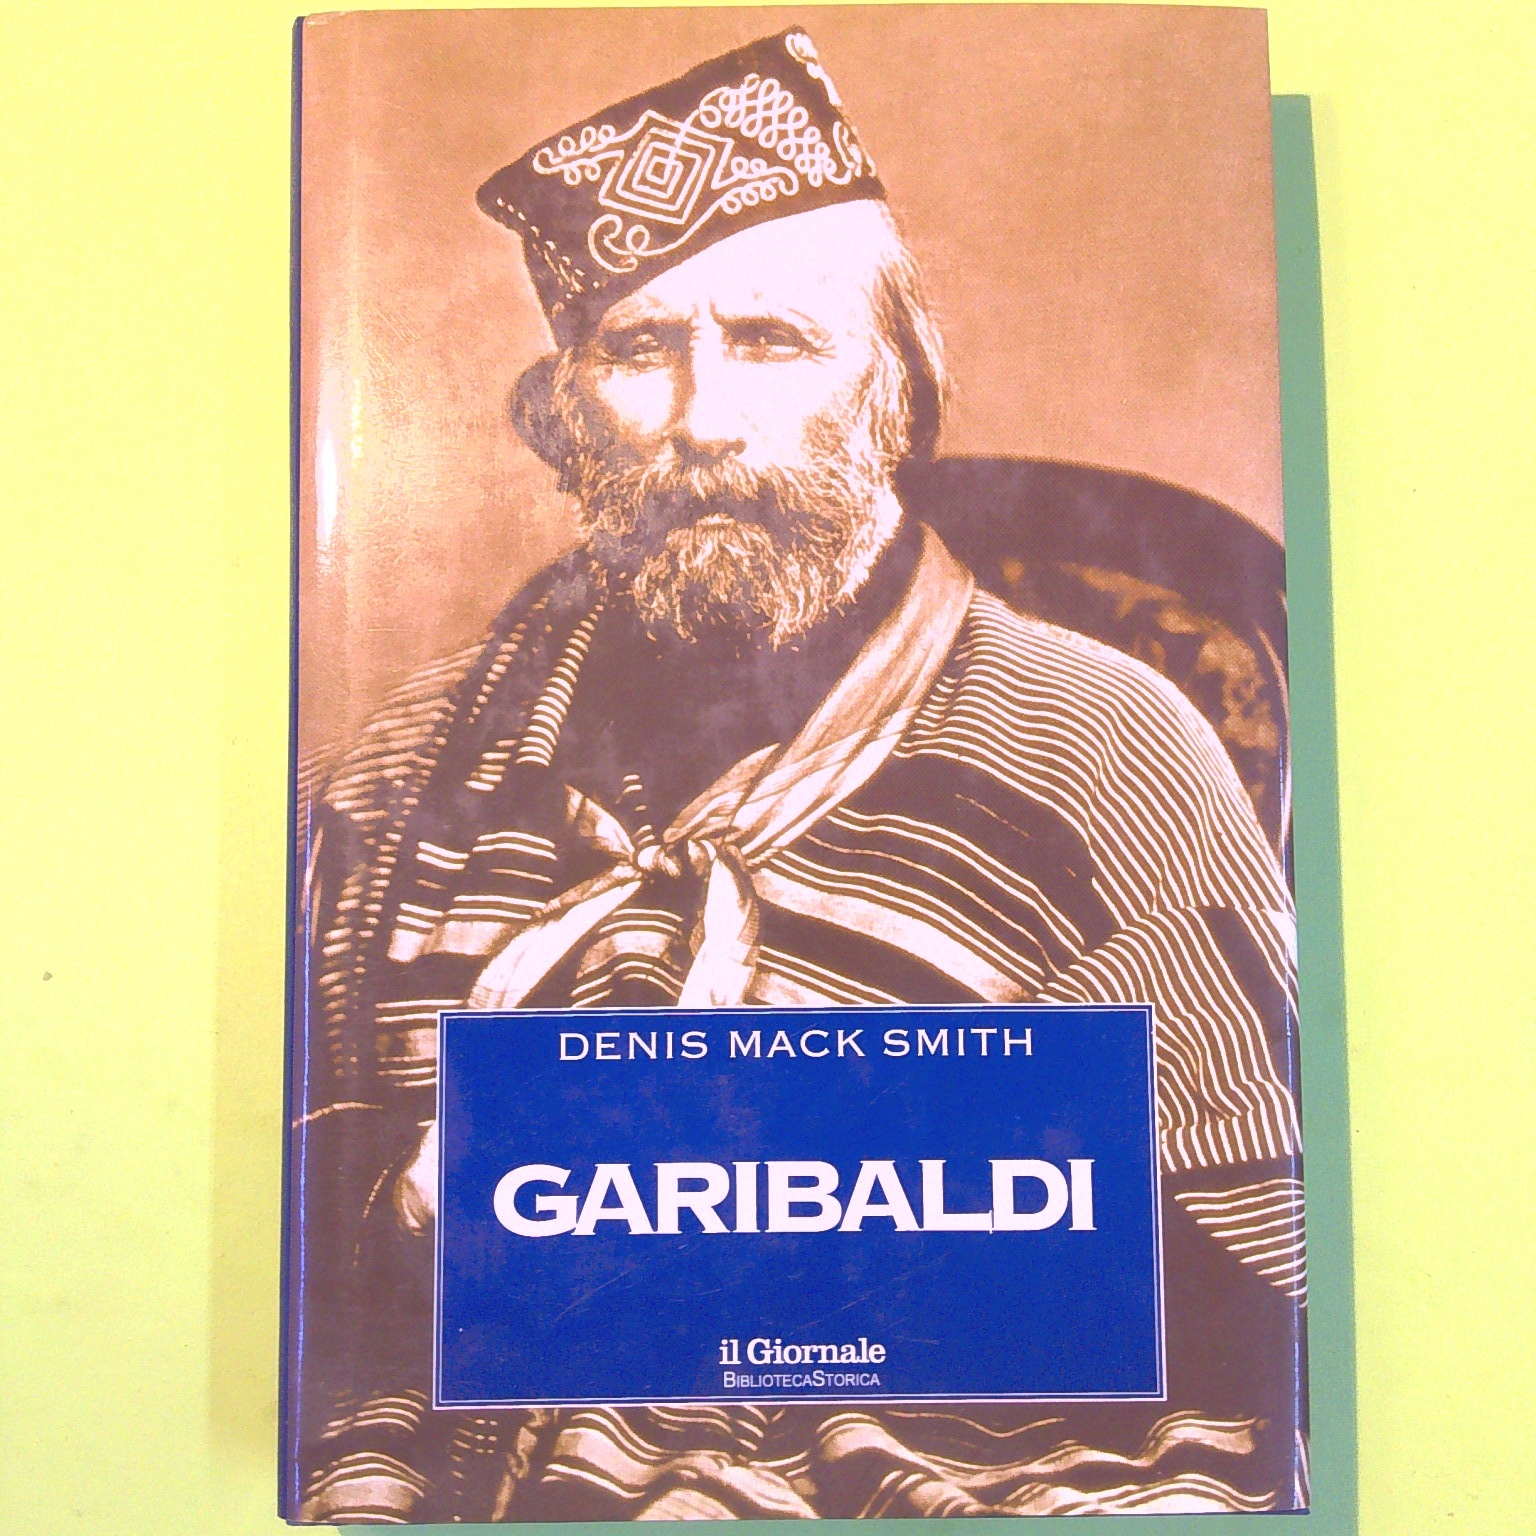 DENIS MACK SMITH
GARIBALDI
il Giornale
BIBLIOTECASTORICA